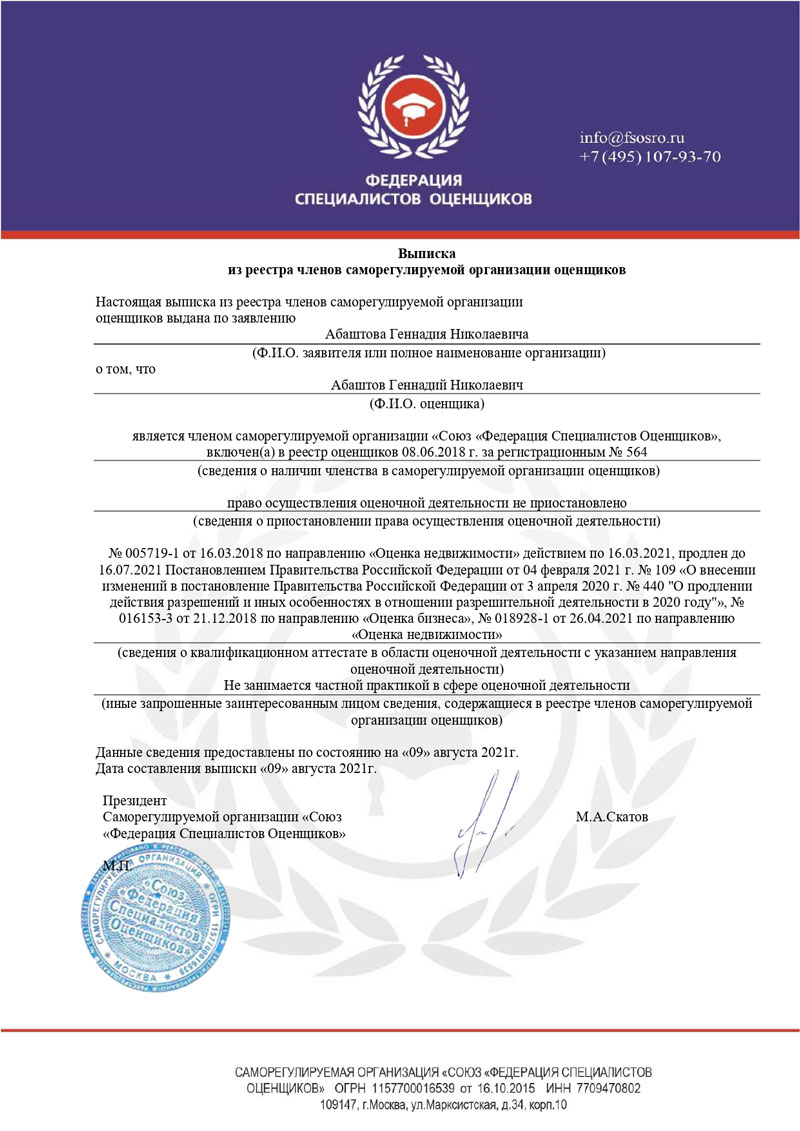 info@fsosro.ru
+7 (495) 107-93-70
ФЕДЕРАЦИЯ
СПЕЦИАЛИСТОВ ОЦЕНЩИКОВ
Выписка
из реестра членов саморегулируемой организации оценщиков
Настоящая выписка из реестра членов саморегулируемой организации
оценщиков выдана по заявлению
Абаштова Геннадия Николаевича
(Ф.И.О. заявителя или полное наименование организации)
о том, что
Абаштов Геннадий Николаевич
(Ф.И.О. оценщика)
является членом саморегулируемой организации «Союз «Федерация Специалистов Оценщиков»,
включен(а) в реестр оценщиков 08.06.2018 г. за регистрационным № 564
(сведения о наличии членства в саморегулируемой организации оценщиков)
право осуществления оценочной деятельности не приостановлено
(сведения о приостановлении права осуществления оценочной деятельности)
№ 005719-1 от 16.03.2018 по направлению «Оценка недвижимости» действием по 16.03.2021, продлен до
16.07.2021 Постановлением Правительства Российской Федерации от 04 февраля 2021 г. № 109 «О внесении
изменений в постановление Правительства Российской Федерации от 3 апреля 2020 г. № 440 "О продлении
действия разрешений и иных особенностях в отношении разрешительной деятельности в 2020 году"», №
016153-3 от 21.12.2018 по направлению «Оценка бизнеса», № 018928-1 от 26.04.2021 по направлению
«Оценка недвижимости»
(сведения о квалификационном аттестате в области оценочной деятельности с указанием направления
оценочной деятельности)
Не занимается частной практикой в сфере оценочной деятельности
(иные запрошенные заинтересованным лицом сведения, содержащиеся в реестре членов саморегулируемой
организации оценщиков)
Данные сведения предоставлены по состоянию на «09» августа 2021г.
Дата составления выписки «09» августа 2021г.
Президент
Саморегулируемой организации «Союз
«Федерация Специалистов Оценщиков»
М.А.Скатов
М.П.
САМОРЕГУЛИРУЕМАЯ ОРГАНИЗАЦИЯ * ОГРН 1157700016539
* МОСКВА *
«Союз
«Федерация
Специалистов
Оценщиков»
САМОРЕГУЛИРУЕМАЯ ОРГАНИЗАЦИЯ «СОЮЗ «ФЕДЕРАЦИЯ СПЕЦИАЛИСТОВ
ОЦЕНЩИКОВ» ОГРН 1157700016539 от 16.10.2015 ИНН 7709470802
109147, г.Москва, ул.Марксистская, д.34, корп.10